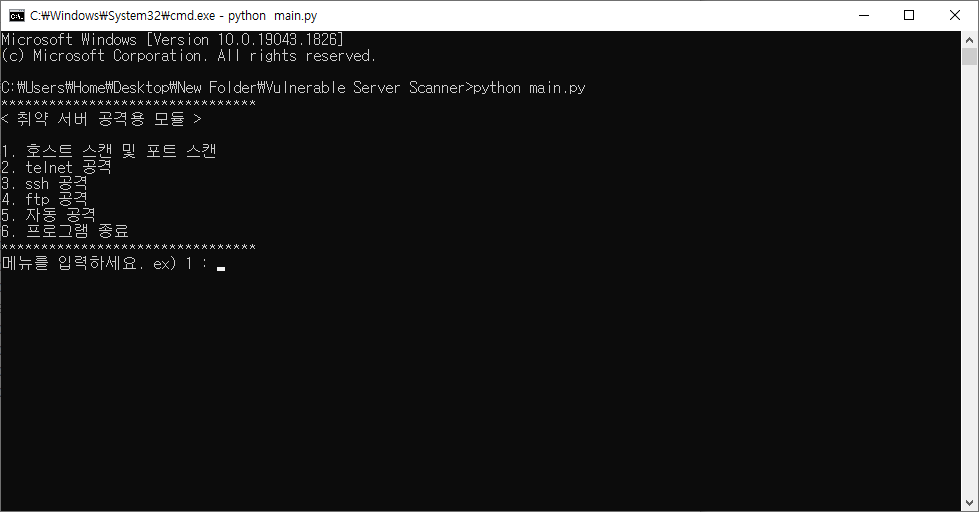 C:₩Windows₩System32₩cmd.exe - python  main.py
Microsoft Windows [Version 10.0.19043.1826]
(c) Microsoft Corporation. All rights reserved.
C:₩Users₩Home₩Desktop₩New Folder₩Vulnerable Server Scanner>python main.py
********************************
< 취약 서버 공격용 모듈 >
1. 호스트 스캔 및 포트 스캔
2. telnet 공격
3. ssh 공격
4. ftp 공격
5. 자동 공격
6. 프로그램 종료
********************************
메뉴를 입력하세요. ex) 1 :